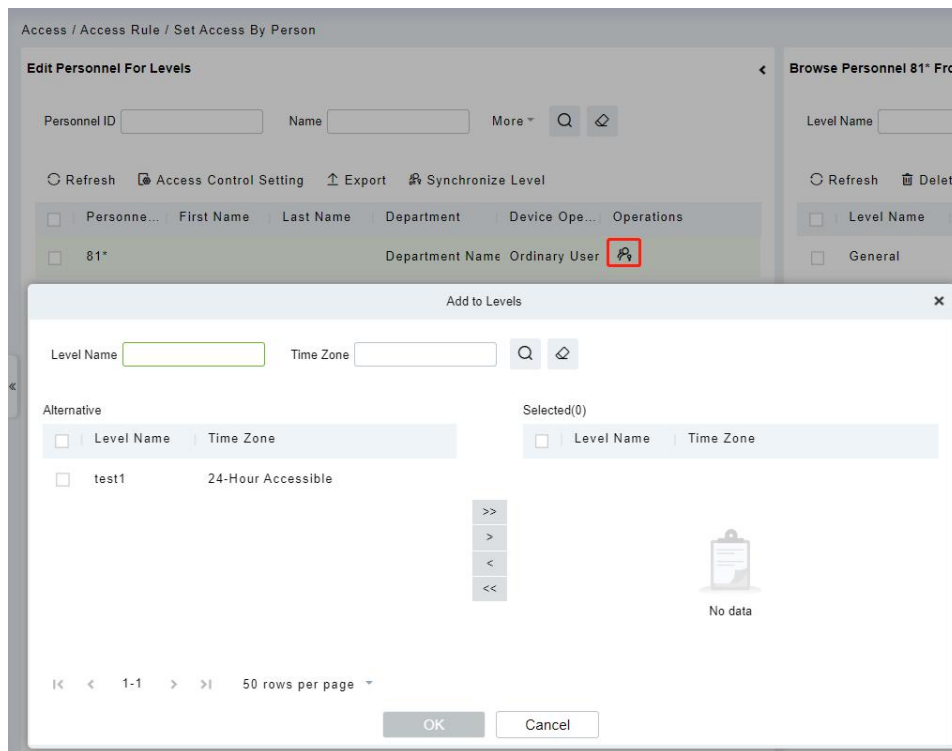 Access / Access Rule / Set Access By Person
Edit Personnel For Levels
Browse Personnel 81* Fro
Personnel ID
Name
More
Level Name
Refresh
Access Control Setting
Export
Synchronize Level
Refresh
Delet
Personne...
First Name
Last Name
Department
Device Ope...
Operations
Level Name
81*
Department Name
Ordinary User
General
Add to Levels
Level Name
Time Zone
Alternative
Selected(0)
Level Name
Time Zone
Level Name
Time Zone
test1
24-Hour Accessible
>>
>
<
<<
No data
1-1
50 rows per page
OK
Cancel